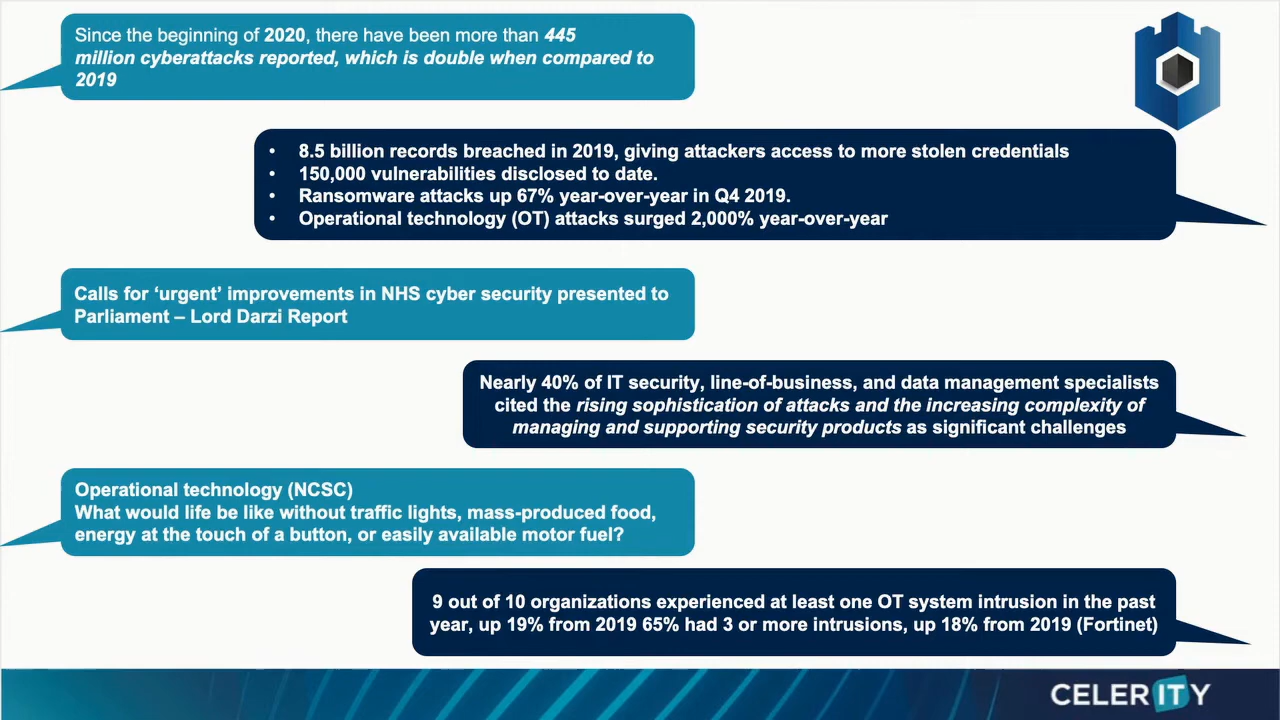 Since the beginning of 2020, there have been more than 445
million cyberattacks reported, which is double when compared to
2019
• 8.5 billion records breached in 2019, giving attackers access to more stolen credentials
• 150,000 vulnerabilities disclosed to date.
• Ransomware attacks up 67% year-over-year in Q4 2019.
• Operational technology (OT) attacks surged 2,000% year-over-year
Calls for ‘urgent’ improvements in NHS cyber security presented to
Parliament – Lord Darzi Report
Nearly 40% of IT security, line-of-business, and data management specialists
cited the rising sophistication of attacks and the increasing complexity of
managing and supporting security products as significant challenges
Operational technology (NCSC)
What would life be like without traffic lights, mass-produced food,
energy at the touch of a button, or easily available motor fuel?
9 out of 10 organizations experienced at least one OT system intrusion in the past
year, up 19% from 2019 65% had 3 or more intrusions, up 18% from 2019 (Fortinet)
CELERITY